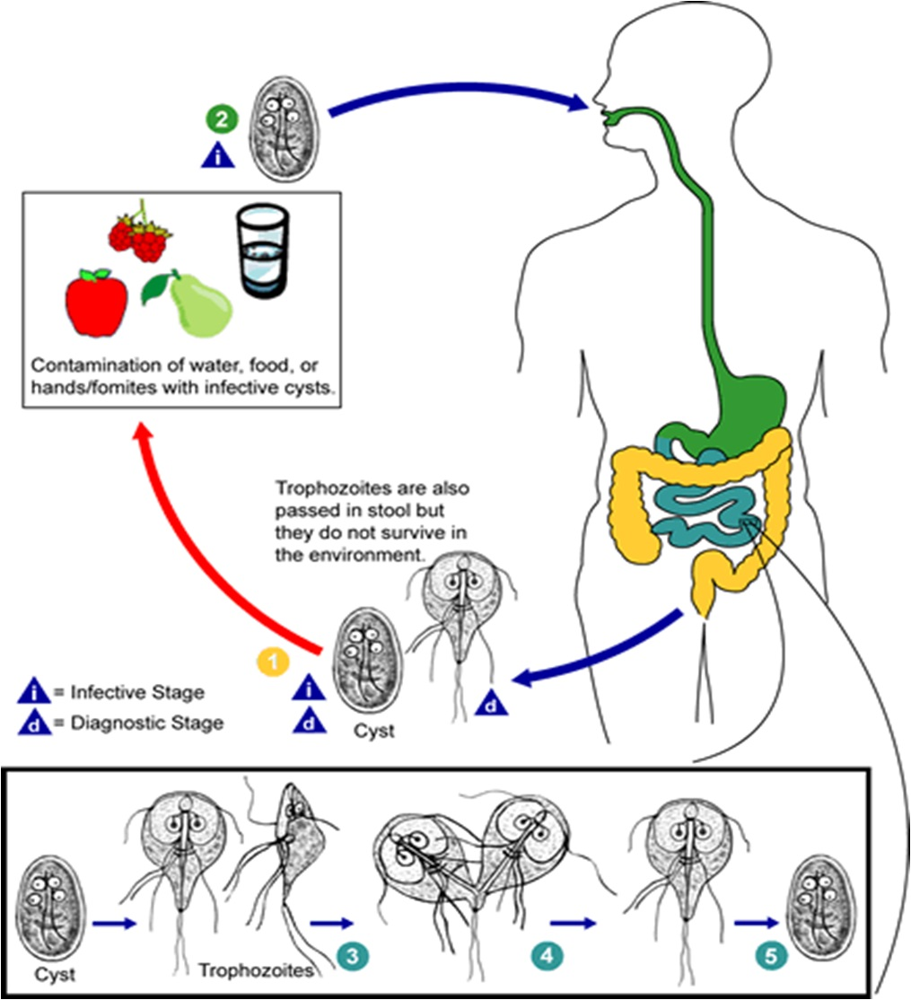 2
i
Contamination of water, food, or
hands/fomites with infective cysts.
Trophozoites are also
passed in stool but
they do not survive in
the environment.
1
i
d
d
Cyst
i = Infective Stage
d = Diagnostic Stage
3
4
5
Cyst
Trophozoites